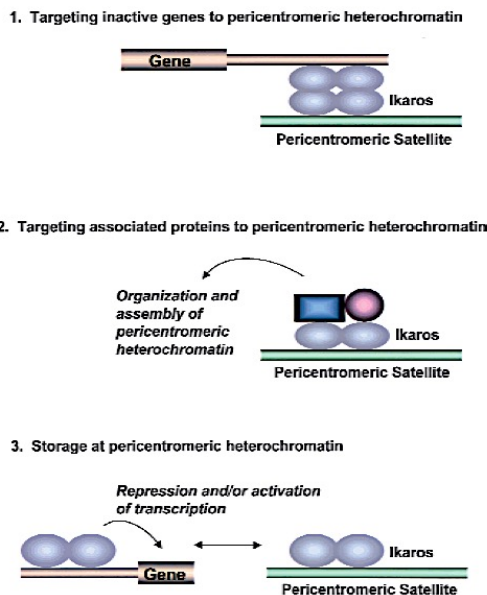 1. Targeting inactive genes to pericentromeric heterochromatin
Gene
Ikaros
Pericentromeric Satellite
2. Targeting associated proteins to pericentromeric heterochromatin
Organization and
assembly of
pericentromeric
heterochromatin
Ikaros
Pericentromeric Satellite
3. Storage at pericentromeric heterochromatin
Repression and/or activation
of transcription
Ikaros
Gene
Pericentromeric Satellite